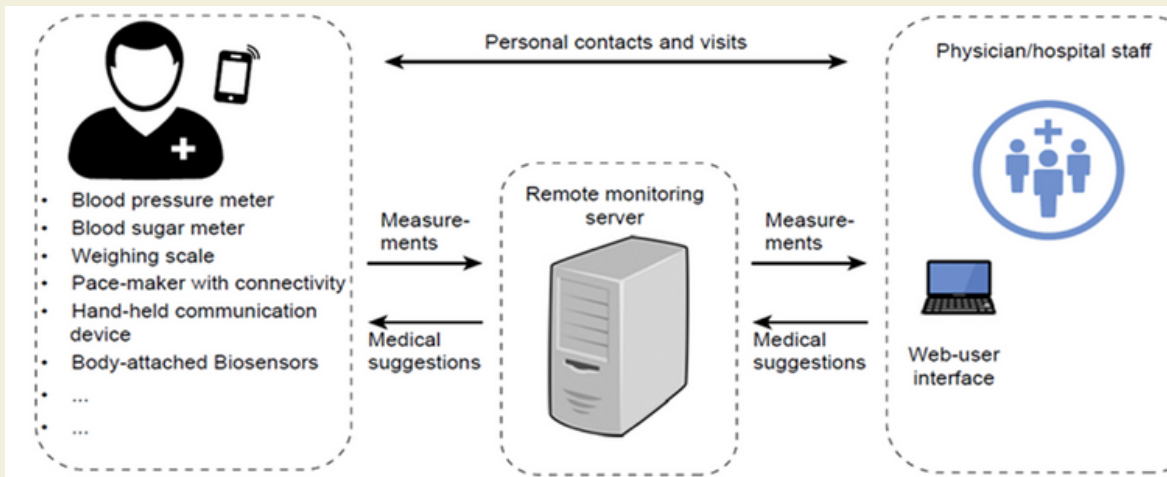 Personal contacts and visits
Physician/hospital staff
• Blood pressure meter
• Blood sugar meter
• Weighing scale
• Pace-maker with connectivity
• Hand-held communication
device
• Body-attached Biosensors
• ...
• ...
Measure-
ments
Medical
suggestions
Remote monitoring
server
Measure-
ments
Medical
suggestions
Web-user
interface